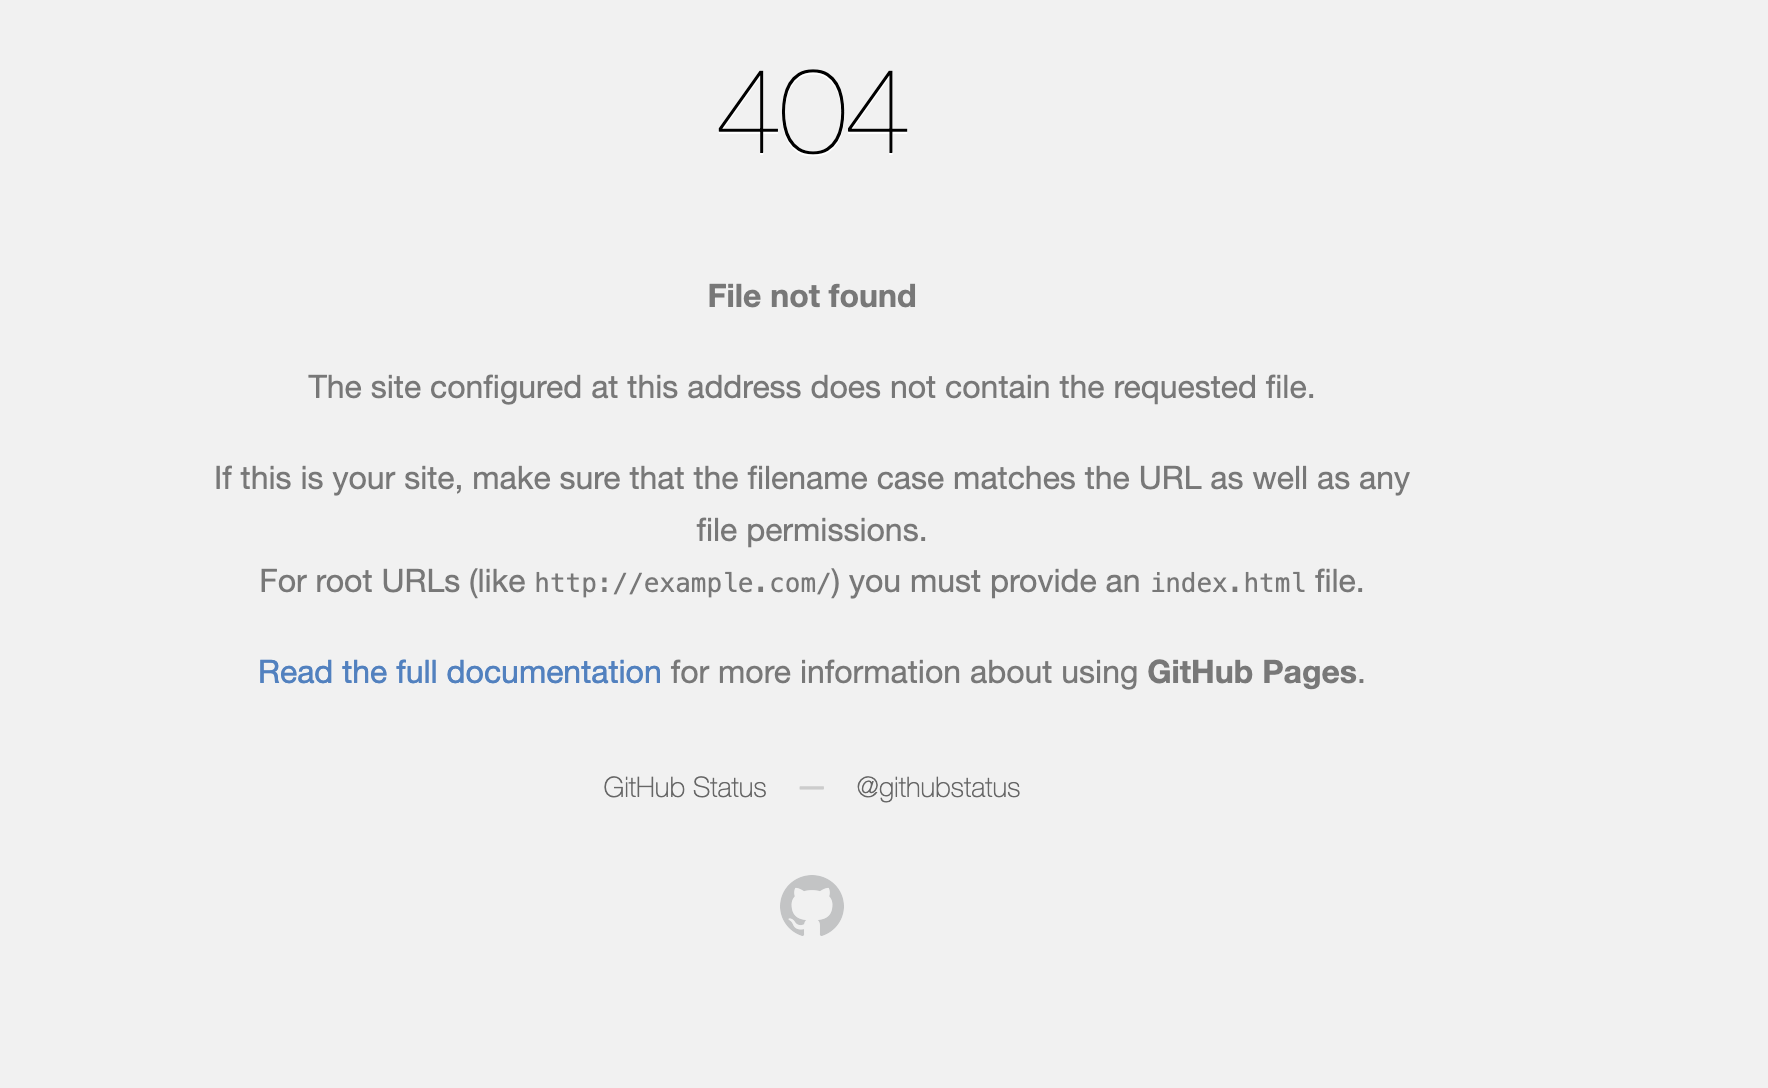 404
File not found
The site configured at this address does not contain the requested file.
If this is your site, make sure that the filename case matches the URL as well as any
file permissions.
For root URLs (like http://example.com/) you must provide an index.html file.
Read the full documentation for more information about using GitHub Pages.
GitHub Status — @githubstatus